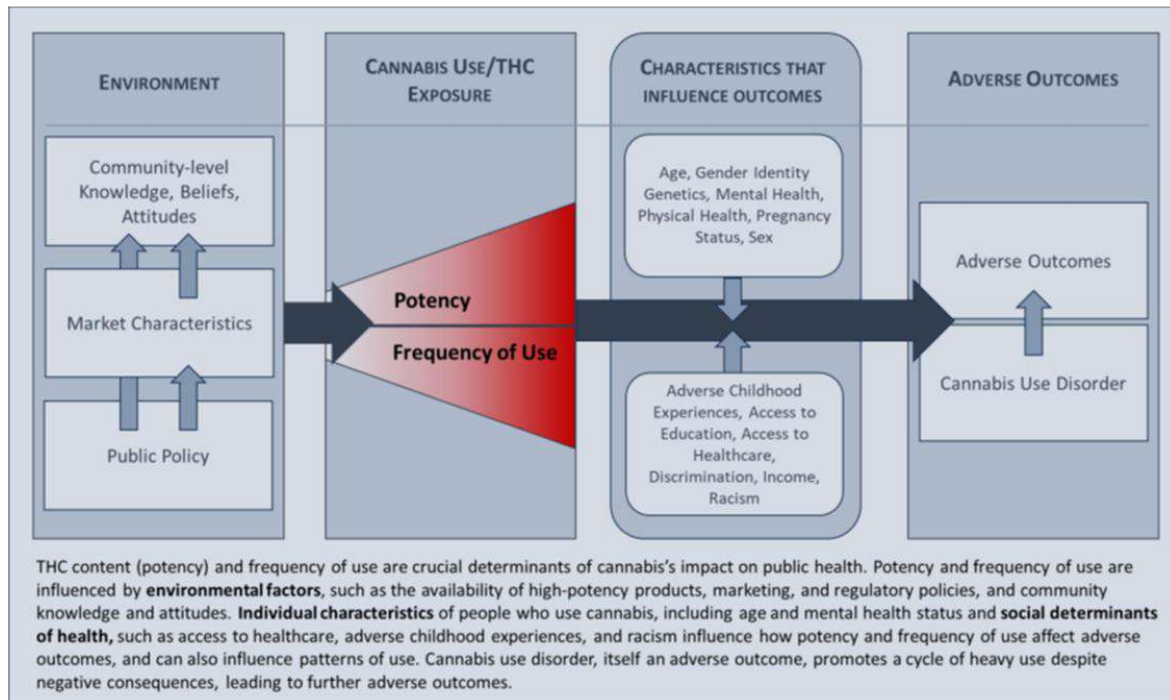 ENVIRONMENT
Community-level
Knowledge, Beliefs,
Attitudes
Market Characteristics
Public Policy
CANNABIS USE/THC
EXPOSURE
Potency
Frequency of Use
CHARACTERISTICS THAT
INFLUENCE OUTCOMES
Age, Gender Identity
Genetics, Mental Health,
Physical Health, Pregnancy
Status, Sex
Adverse Childhood
Experiences, Access to
Education, Access to
Healthcare,
Discrimination, Income,
Racism
ADVERSE OUTCOMES
Adverse Outcomes
Cannabis Use Disorder
THC content (potency) and frequency of use are crucial determinants of cannabis's impact on public health. Potency and frequency of use are
influenced by environmental factors, such as the availability of high-potency products, marketing, and regulatory policies, and community
knowledge and attitudes. Individual characteristics of people who use cannabis, including age and mental health status and social determinants
of health, such as access to healthcare, adverse childhood experiences, and racism influence how potency and frequency of use affect adverse
outcomes, and can also influence patterns of use. Cannabis use disorder, itself an adverse outcome, promotes a cycle of heavy use despite
negative consequences, leading to further adverse outcomes.